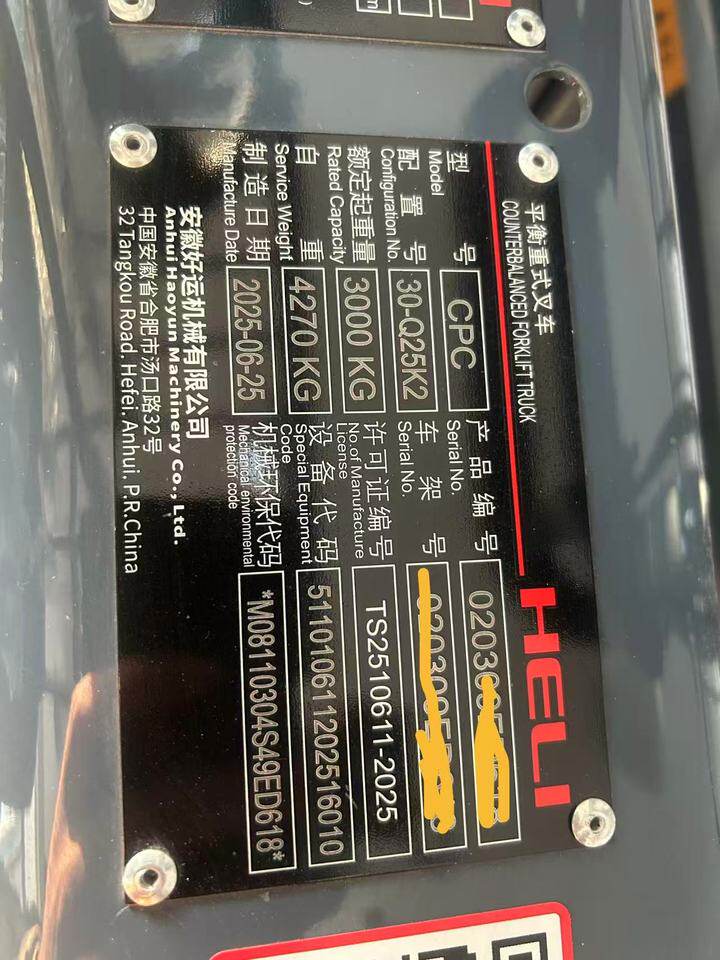 平衡重式叉车
COUNTERBALANCED FORKLIFT TRUCK
HELI
型 号
Model
CPC
产品编号
Serial No.
配置号
Configuration No.
30-Q25K2
车架号
Serial No.
额定起重量
Rated Capacity
3000 KG
许可证编号
No.of Manufacture
License
TS2510611-2025
自 重
Service Weight
4270 KG
设备代码
Special Equipment
Code
511010611202516010
制造日期
Manufacture Date
2025-06-25
机械环保代码
Mechanical environmental
protection code
*M08110304S49ED618*
安徽好运机械有限公司
Anhui Haoyun Machinery Co., Ltd.
中国安徽省合肥市汤口路32号
32 Tangkou Road. Hefei. Anhui. P.R.China